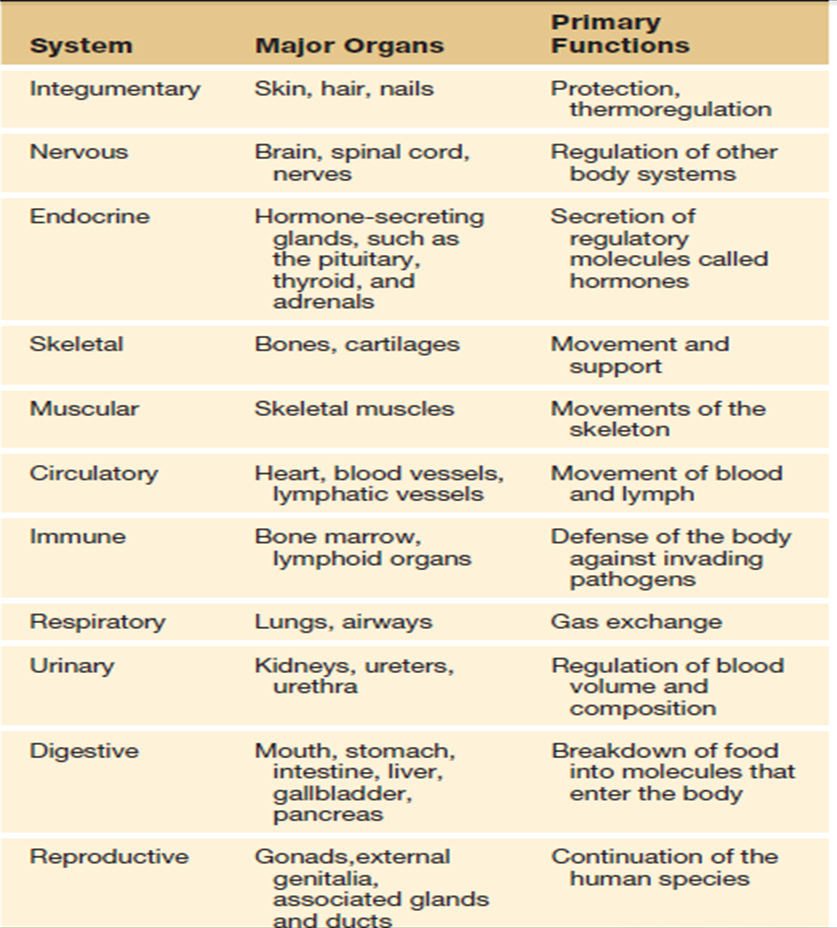 System Major Organs Primary Functions
Integumentary Skin, hair, nails Protection,
thermoregulation
Nervous Brain, spinal cord, Regulation of other
nerves body systems
Endocrine Hormone-secreting Secretion of
glands, such as regulatory
the pituitary, molecules called
thyroid, and hormones
adrenals
Skeletal Bones, cartilages Movement and
support
Muscular Skeletal muscles Movements of the
skeleton
Circulatory Heart, blood vessels, Movement of blood
lymphatic vessels and lymph
Immune Bone marrow, Defense of the body
lymphoid organs against invading
pathogens
Respiratory Lungs, airways Gas exchange
Urinary Kidneys, ureters, Regulation of blood
urethra volume and
composition
Digestive Mouth, stomach, Breakdown of food
intestine, liver, into molecules that
gallbladder, enter the body
pancreas
Reproductive Gonads,external Continuation of the
genitalia, human species
associated glands
and ducts